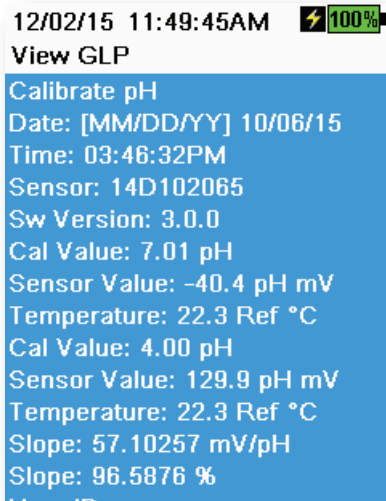 12/02/15 11:49:45AM 100%
View GLP
Calibrate pH
Date: [MM/DD/YY] 10/06/15
Time: 03:46:32PM
Sensor: 14D102065
Sw Version: 3.0.0
Cal Value: 7.01 pH
Sensor Value: -40.4 pH mV
Temperature: 22.3 Ref °C
Cal Value: 4.00 pH
Sensor Value: 129.9 pH mV
Temperature: 22.3 Ref °C
Slope: 57.10257 mV/pH
Slope: 96.5876 %